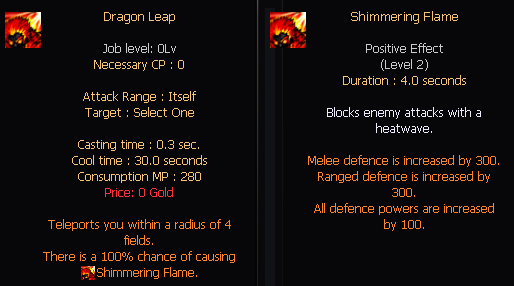 Dragon Leap
Job level: 0Lv
Necessary CP : 0
Attack Range : Itself
Target : Select One
Casting time : 0.3 sec.
Cool time : 30.0 seconds
Consumption MP : 280
Price: 0 Gold
Teleports you within a radius of 4
fields.
There is a 100% chance of causing
Shimmering Flame.
Shimmering Flame
Positive Effect
(Level 2)
Duration : 4.0 seconds
Blocks enemy attacks with a
heatwave.
Melee defence is increased by 300.
Ranged defence is increased by
300.
All defence powers are increased
by 100.